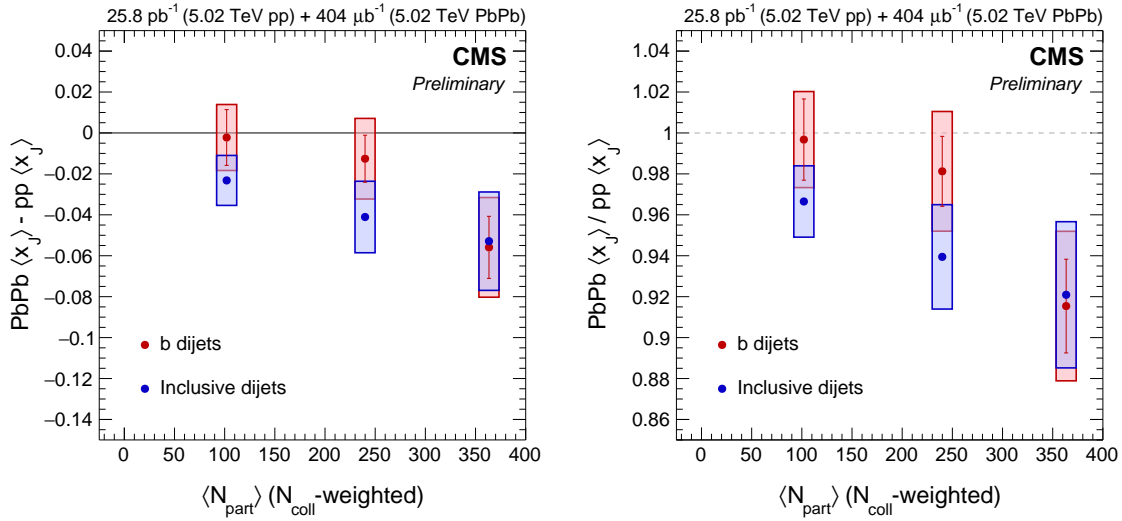 25.8 pb⁻¹ (5.02 TeV pp) + 404 μb⁻¹ (5.02 TeV PbPb)
CMS
Preliminary
0.04
0.02
0
−0.02
−0.04
−0.06
−0.08
−0.1
−0.12
−0.14
PbPb ⟨x_J⟩ - pp ⟨x_J⟩
b dijets
Inclusive dijets
0 50 100 150 200 250 300 350 400
⟨N_part⟩ (N_coll-weighted)
25.8 pb⁻¹ (5.02 TeV pp) + 404 μb⁻¹ (5.02 TeV PbPb)
CMS
Preliminary
1.04
1.02
1
0.98
0.96
0.94
0.92
0.9
0.88
0.86
PbPb ⟨x_J⟩ / pp ⟨x_J⟩
b dijets
Inclusive dijets
0 50 100 150 200 250 300 350 400
⟨N_part⟩ (N_coll-weighted)